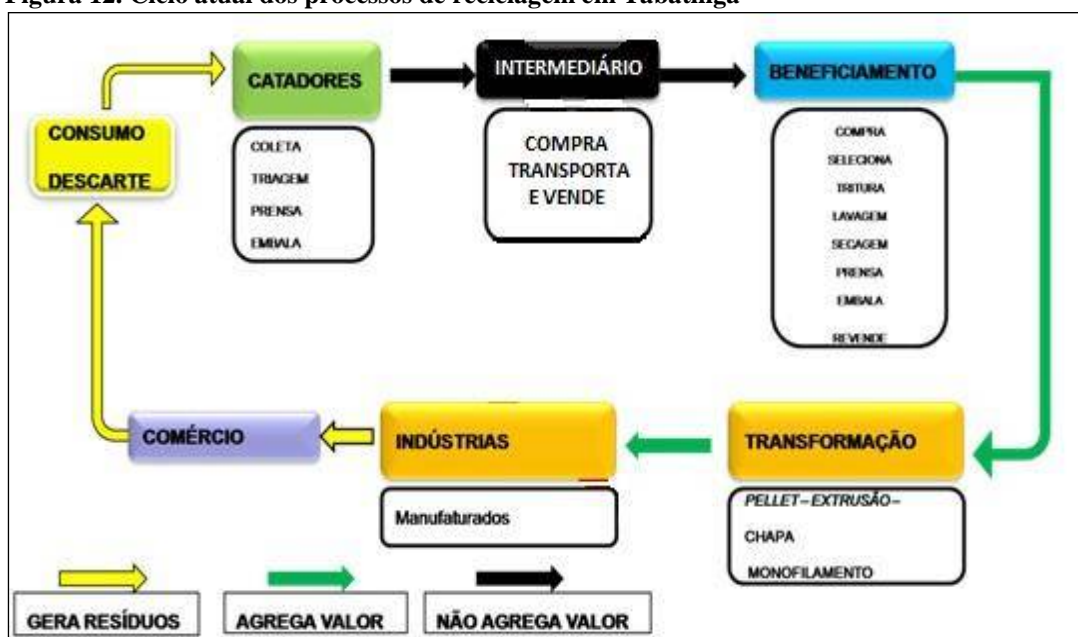 Figura 12: Ciclo atual dos processos de reciclagem em Tabatinga
CONSUMO
DESCARTE
CATADORES
COLETA
TRIAGEM
PRENSA
EMBALA
INTERMEDIÁRIO
COMPRA
TRANSPORTA
E VENDE
BENEFICIAMENTO
COMPRA
SELECIONA
TRITURA
LAVAGEM
SECAGEM
PRENSA
EMBALA
REVENDE
COMÉRCIO
INDÚSTRIAS
Manufaturados
TRANSFORMAÇÃO
PELLET–EXTRUSÃO–
CHAPA
MONOFILAMENTO
GERA RESÍDUOS
AGREGA VALOR
NÃO AGREGA VALOR